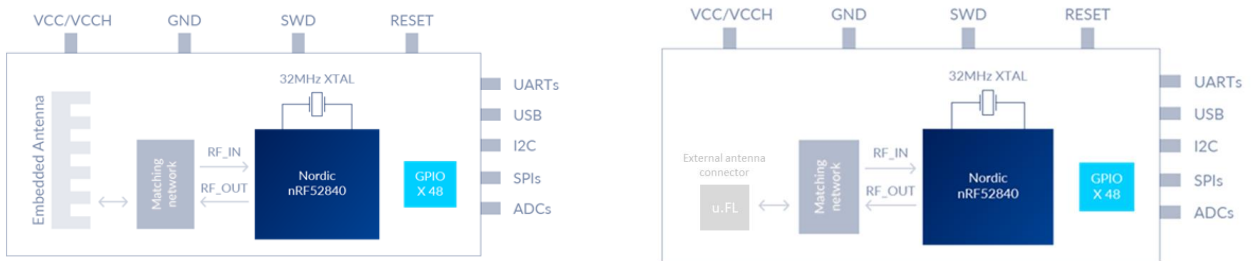 VCC/VCCH GND SWD RESET
32MHz XTAL
Embedded Antenna
Matching
network
RF_IN
RF_OUT
Nordic
nRF52840
GPIO
X 48
UARTs
USB
I2C
SPIs
ADCs
VCC/VCCH GND SWD RESET
32MHz XTAL
External antenna
connector
u.FL
Matching
network
RF_IN
RF_OUT
Nordic
nRF52840
GPIO
X 48
UARTs
USB
I2C
SPIs
ADCs